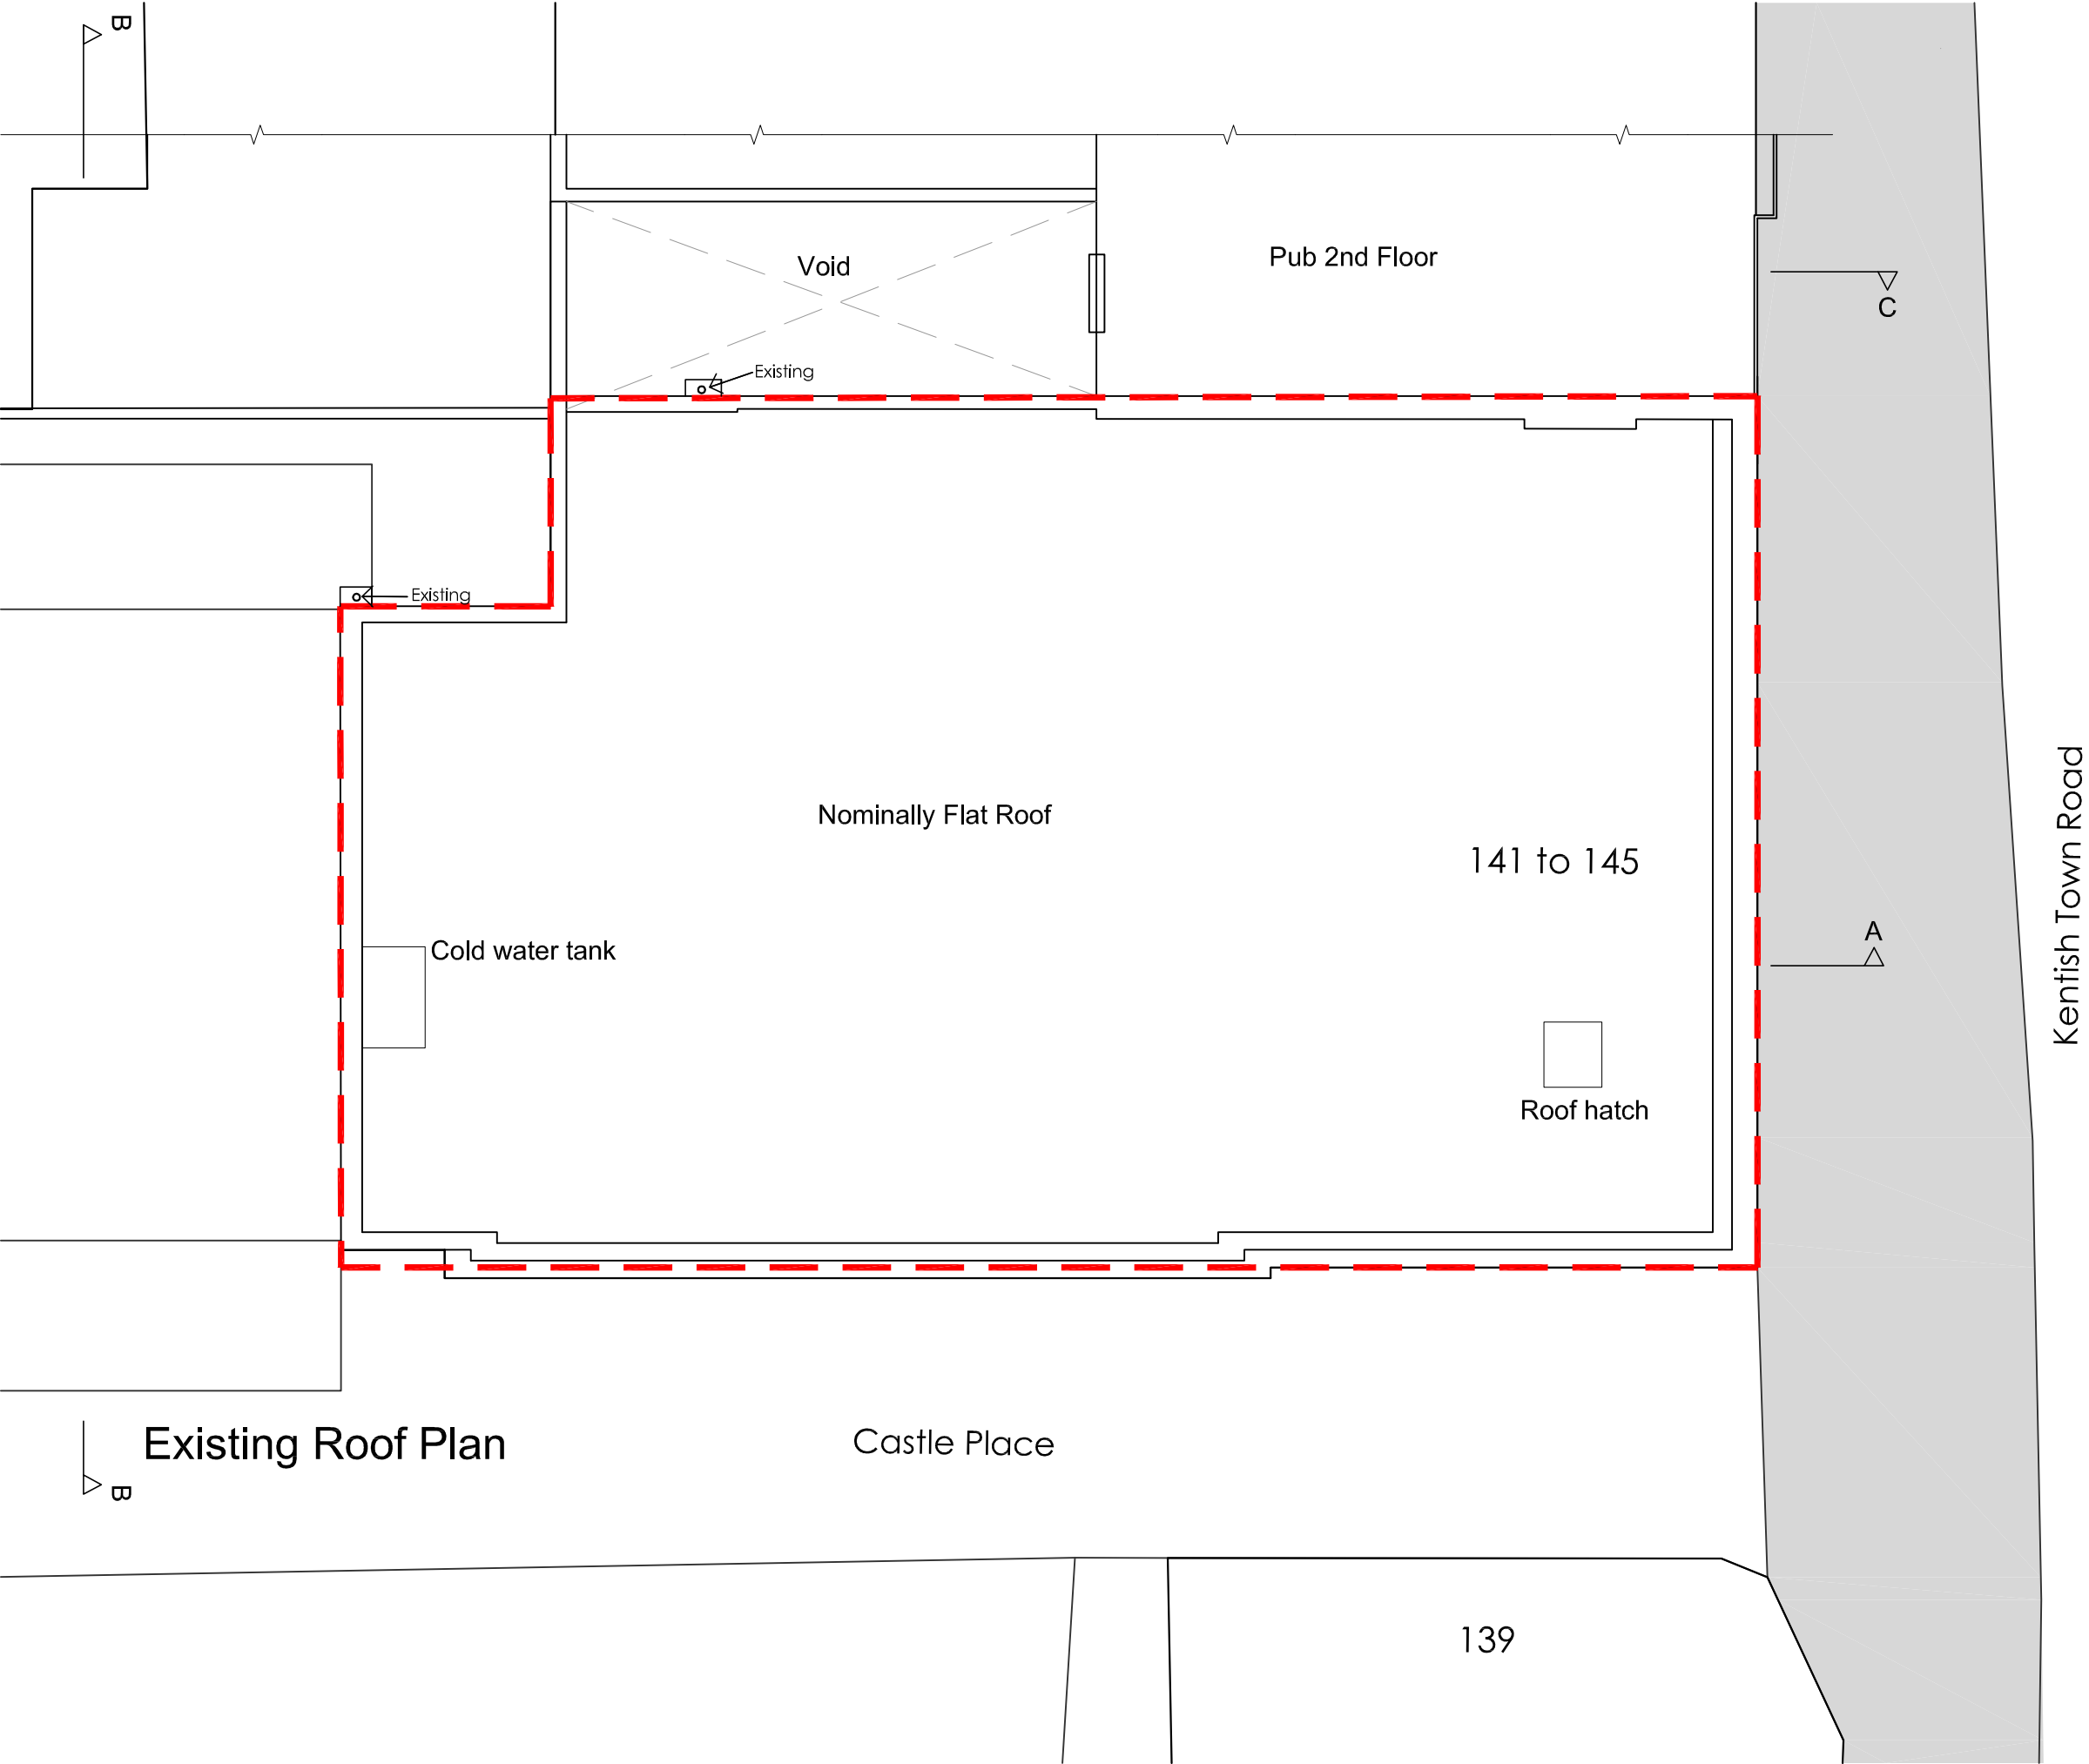 B
Void
Pub 2nd Floor
C
Existing
Existing
Nominally Flat Roof
141 to 145
Kentish Town Road
A
Cold water tank
Roof hatch
Existing Roof Plan
Castle Place
B
139